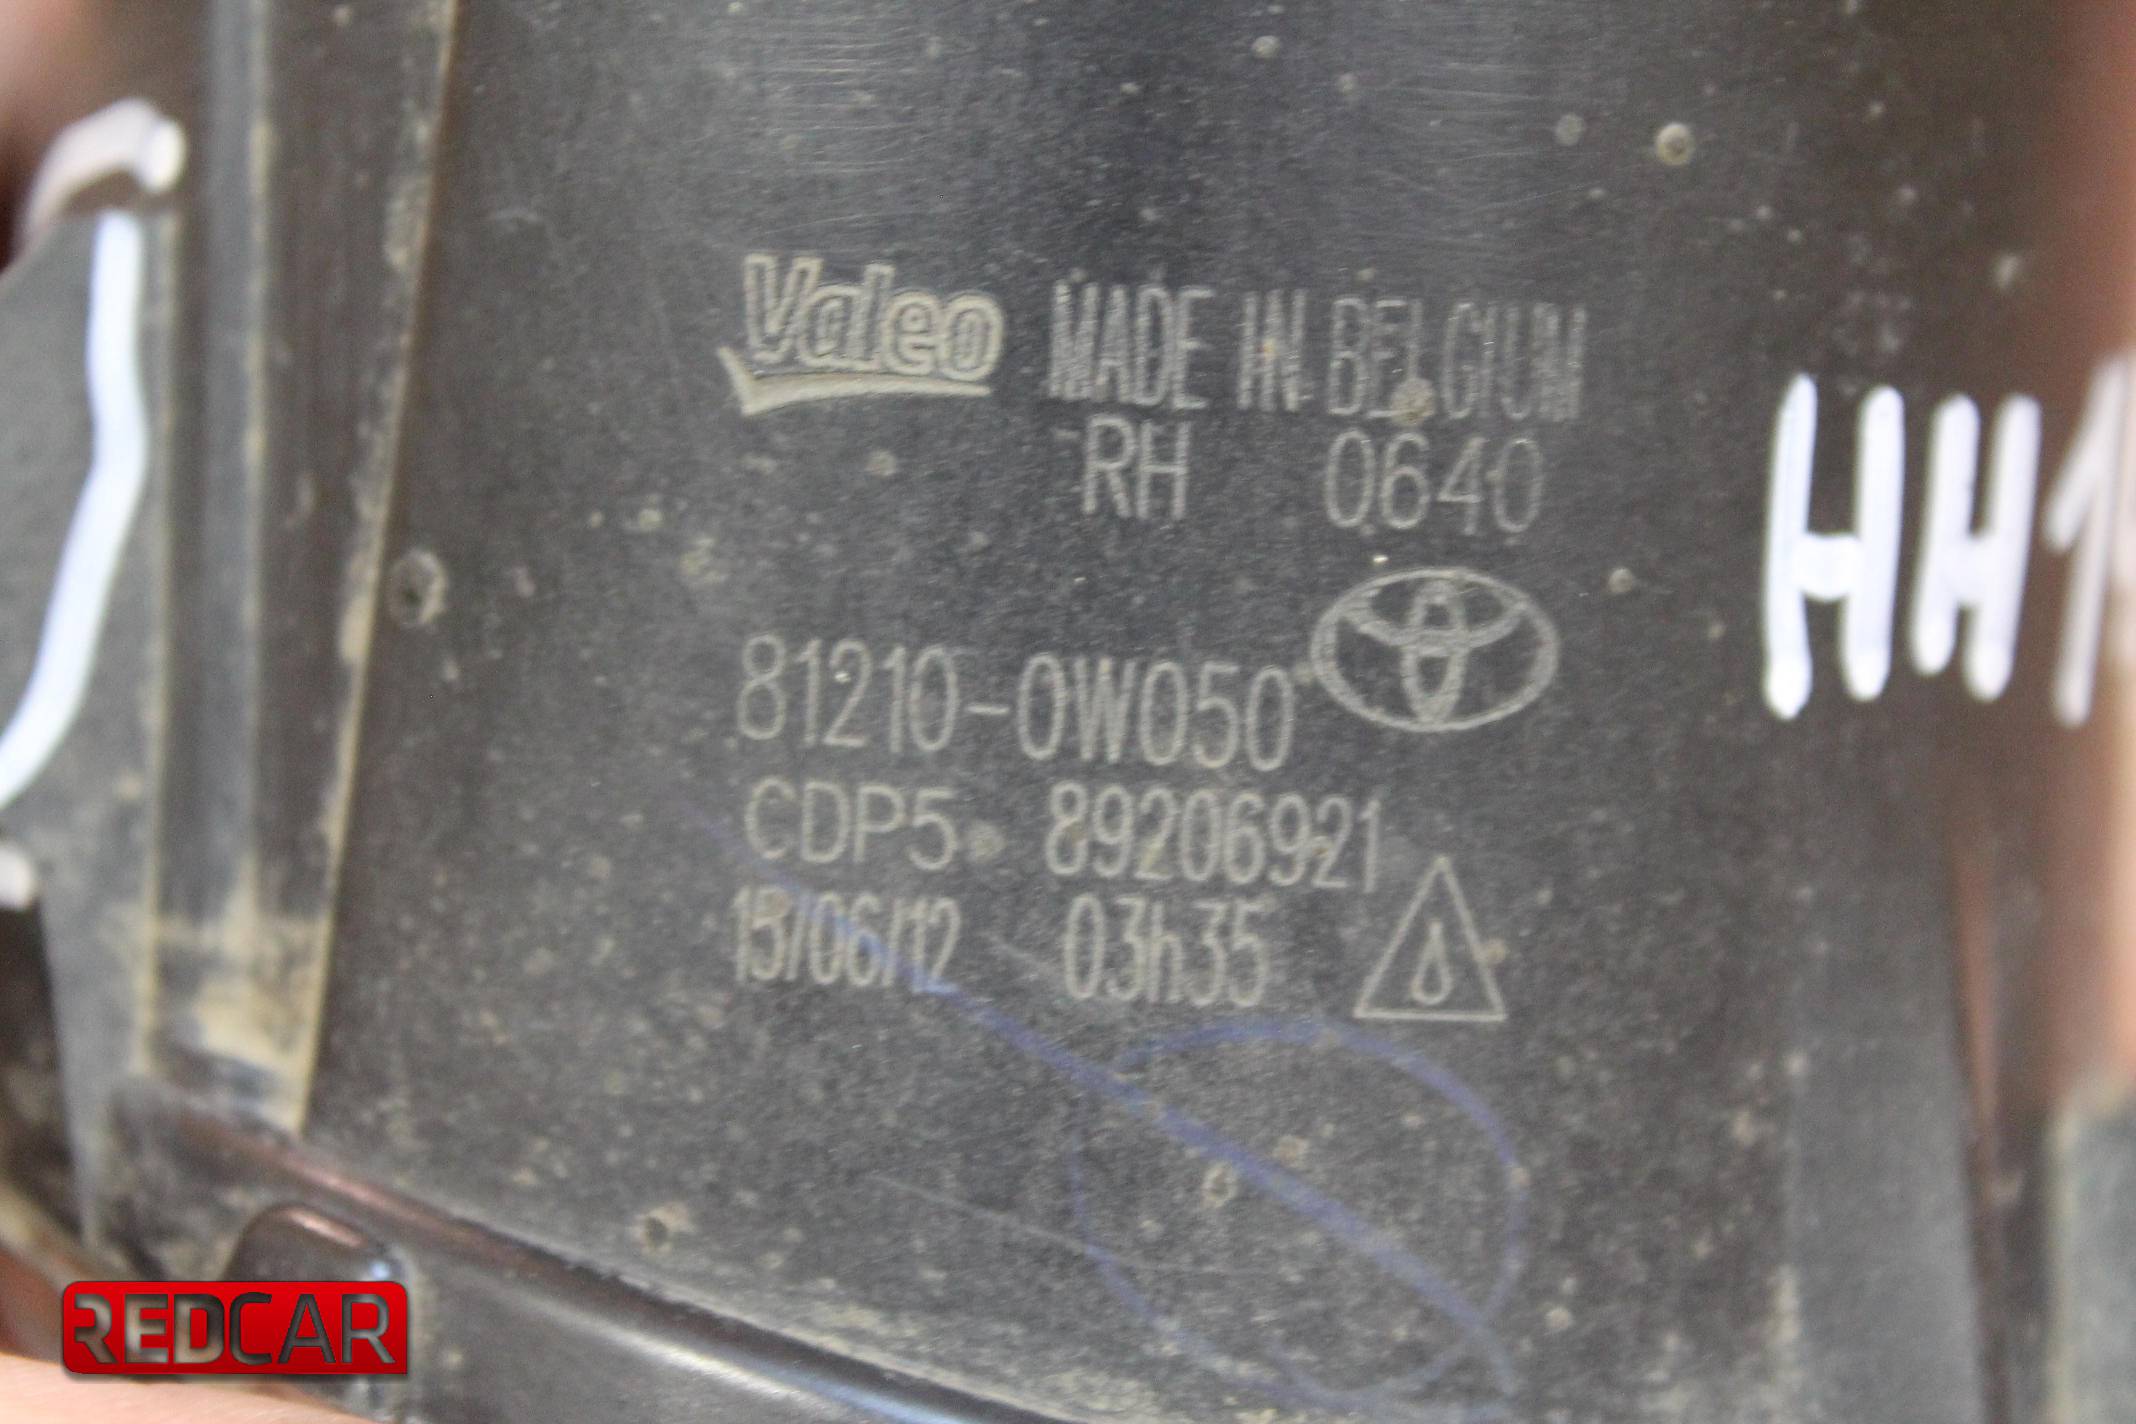 Valeo MADE IN BELGIUM
RH 0640
81210-0W050
CDP5 89206921
15/06/12 03h35
HH1
REDCAR